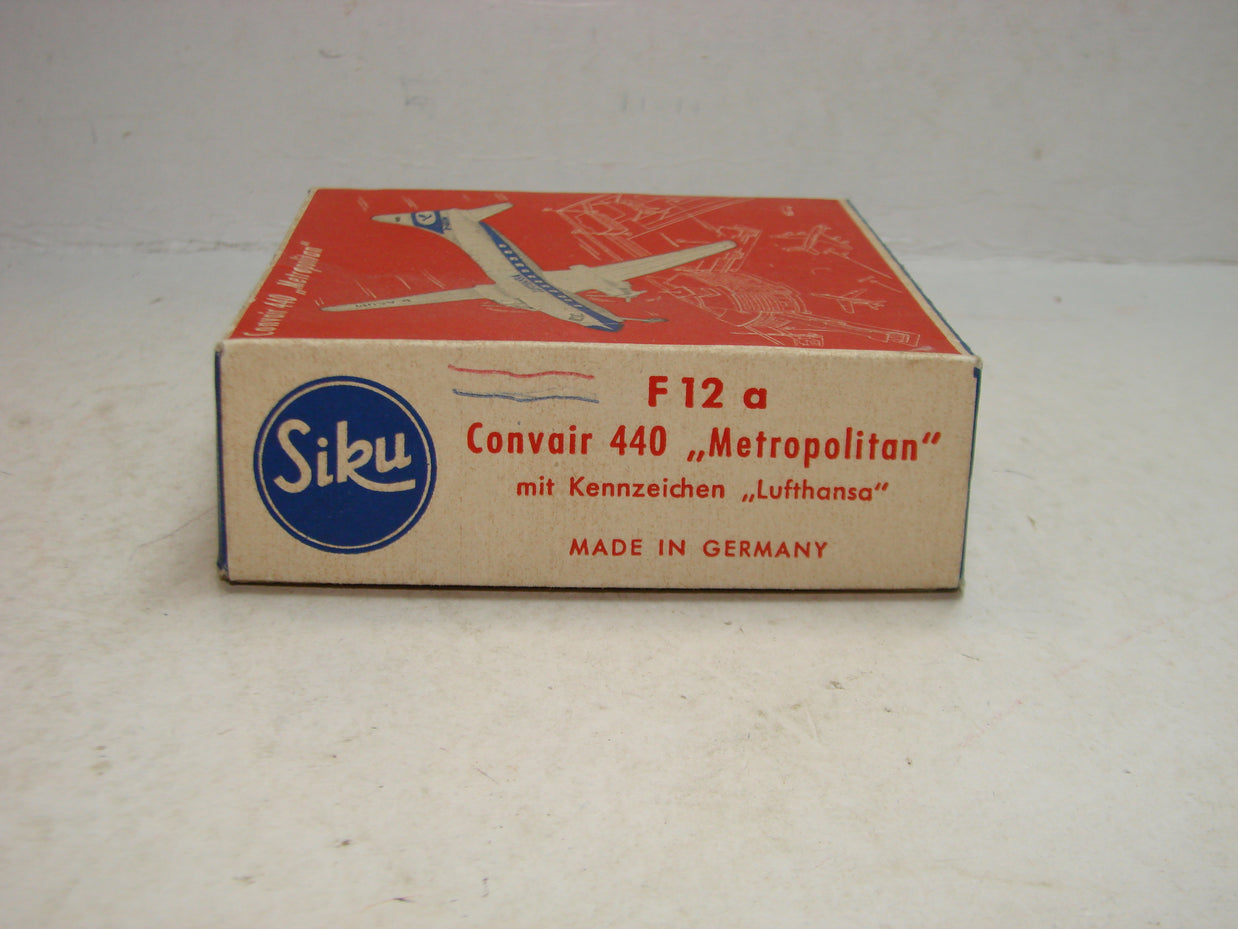 Convair 440 „Metropolitan"
Siku
F 12 a
Convair 440 „Metropolitan“
mit Kennzeichen „Lufthansa“
MADE IN GERMANY